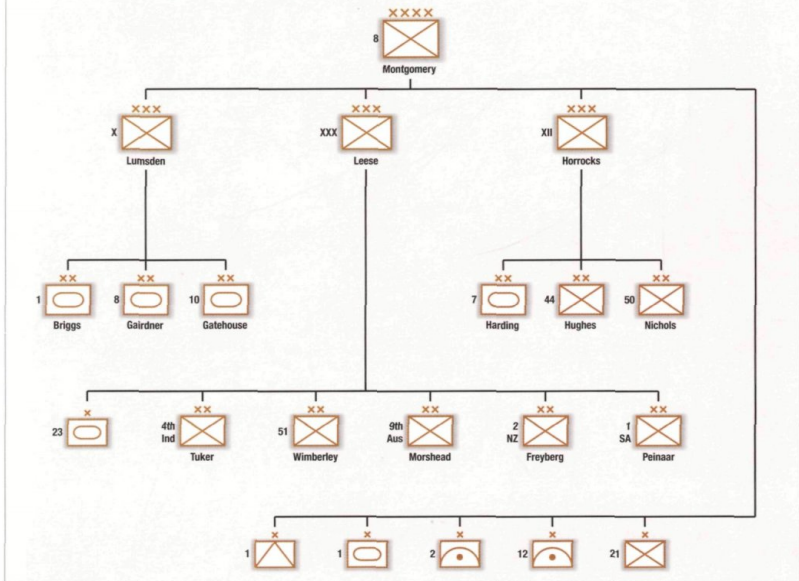 ××××
8
Montgomery
××× ××× ×××
X XXX XII
Lumsden Leese Horrocks
×× ×× ×× ×× ×× ××
1 8 10 7 44 50
Briggs Gairdner Gatehouse Harding Hughes Nichols
× ×× ×× ×× ×× ××
23 4th Ind 51 9th Aus 2 NZ 1 SA
Tuker Wimberley Morshead Freyberg Peinaar
× × × × ×
1 1 2 12 21